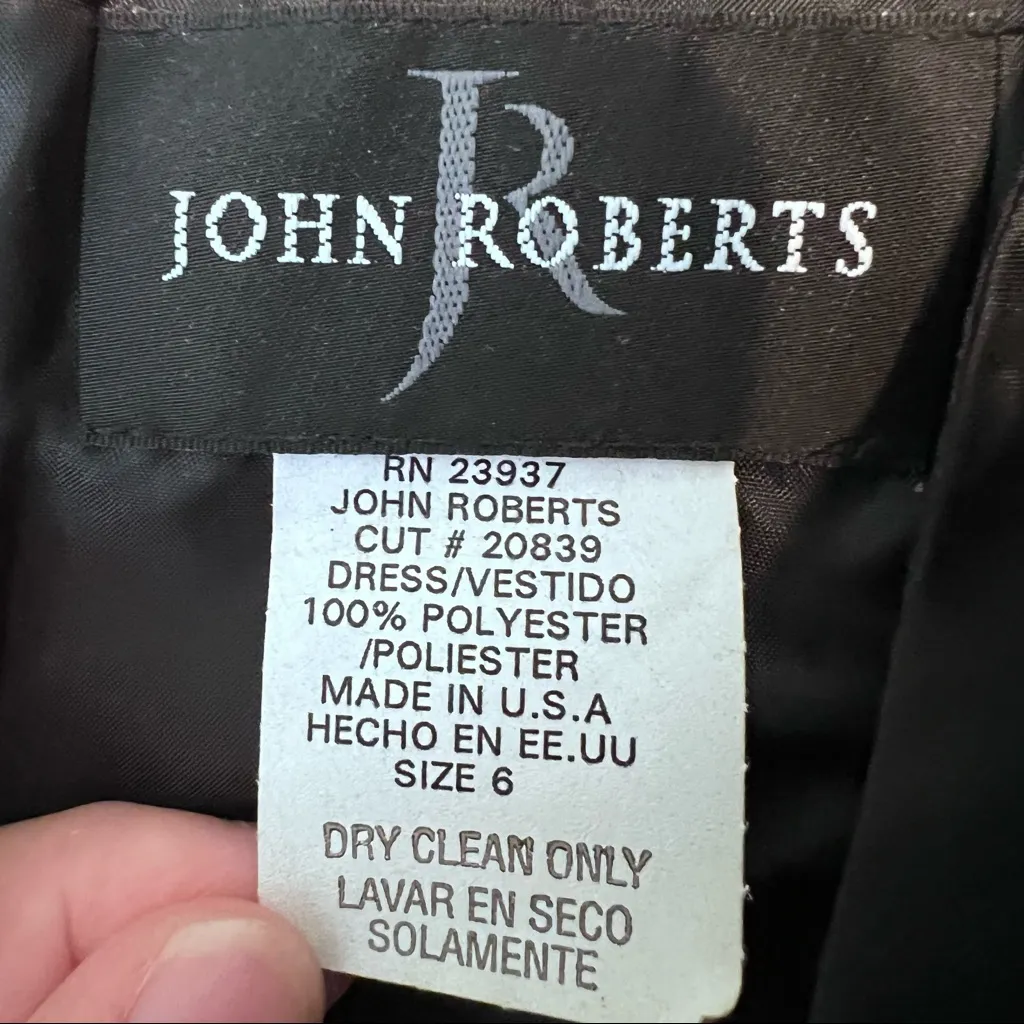 JR
JOHN ROBERTS
RN 23937
JOHN ROBERTS
CUT # 20839
DRESS/VESTIDO
100% POLYESTER
/POLIESTER
MADE IN U.S.A
HECHO EN EE.UU
SIZE 6
DRY CLEAN ONLY
LAVAR EN SECO
SOLAMENTE